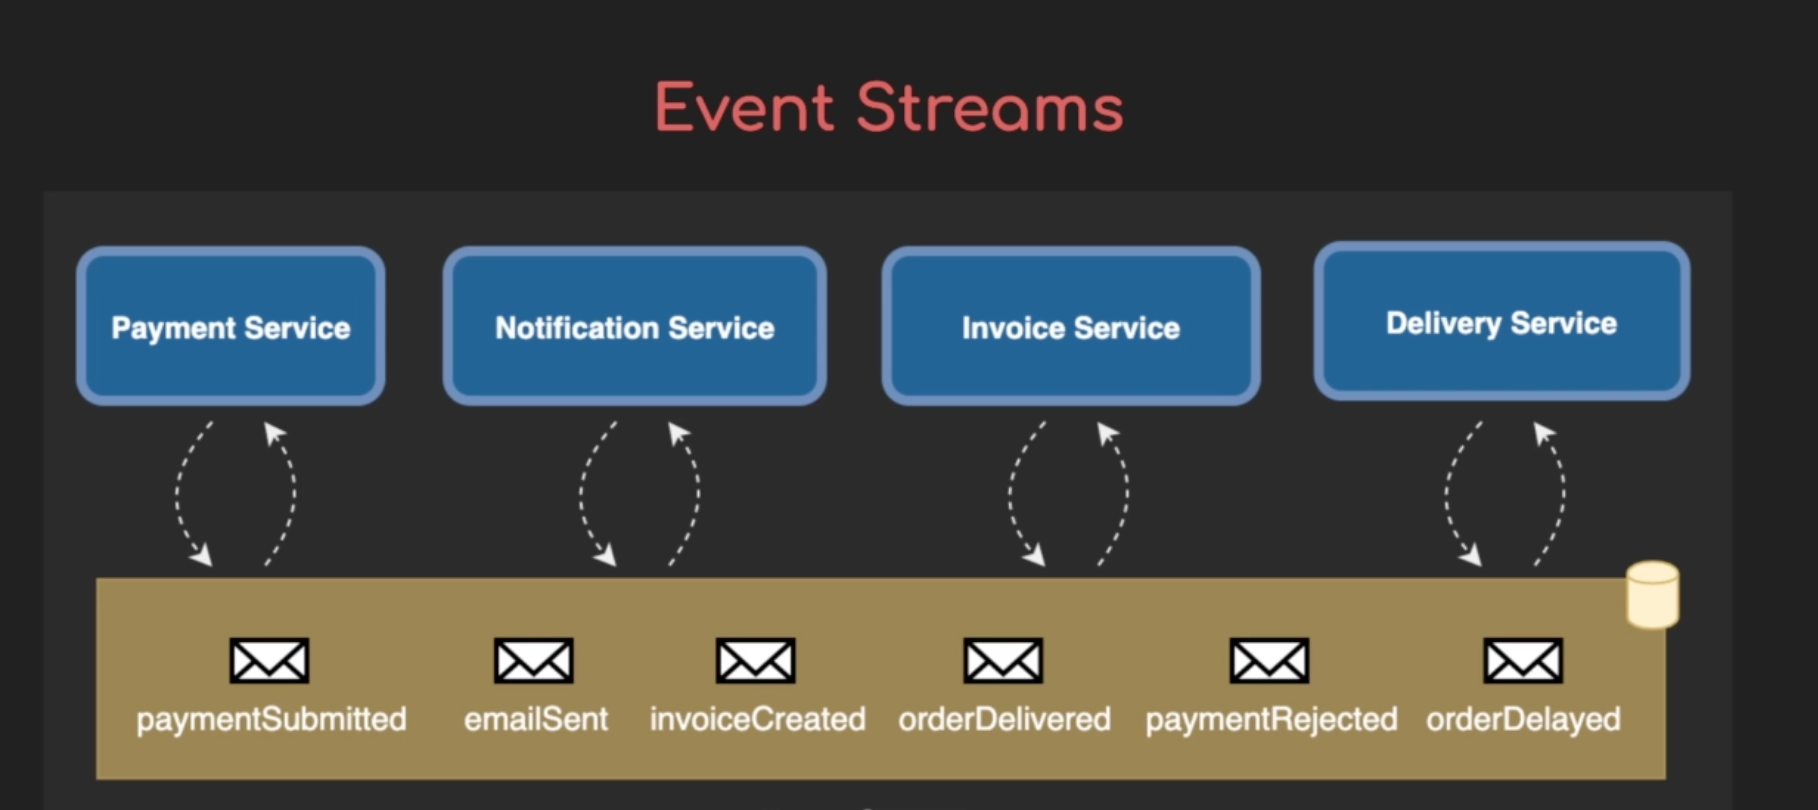 Event Streams
Payment Service
Notification Service
Invoice Service
Delivery Service
paymentSubmitted
emailSent
invoiceCreated
orderDelivered
paymentRejected
orderDelayed